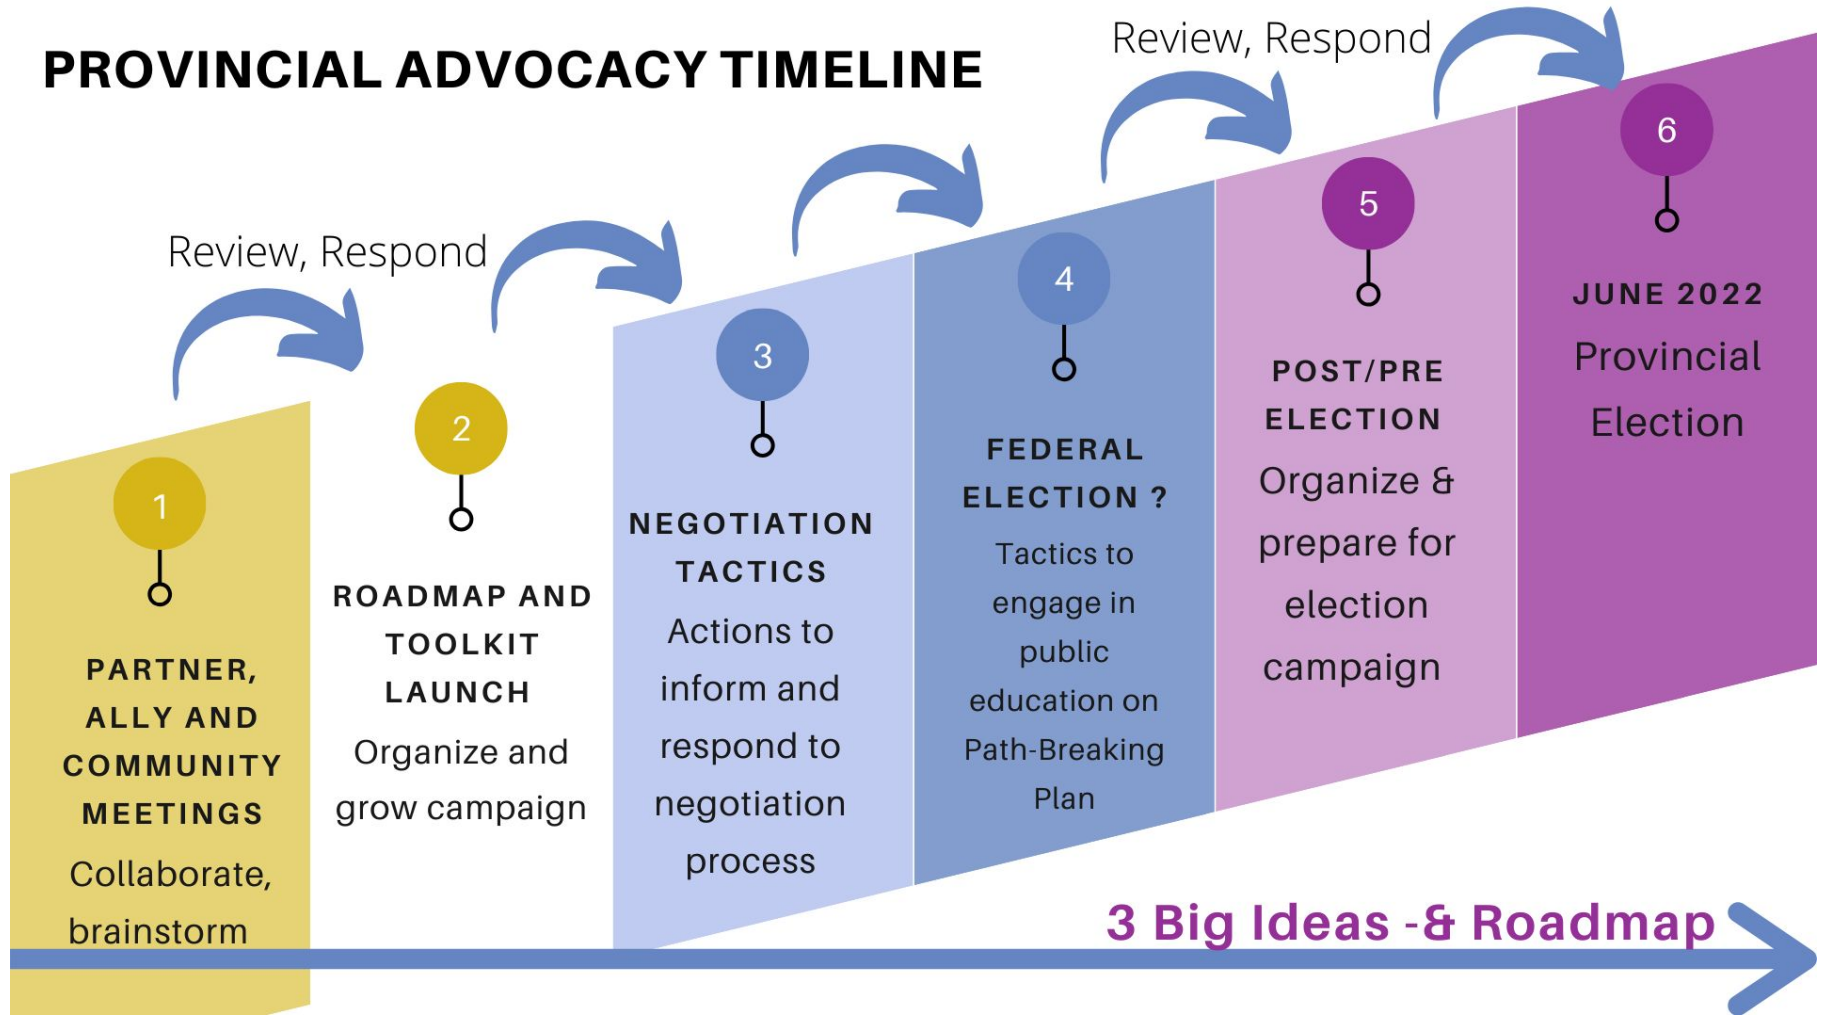 PROVINCIAL ADVOCACY TIMELINE
Review, Respond
Review, Respond
1
PARTNER,
ALLY AND
COMMUNITY
MEETINGS
Collaborate,
brainstorm
2
ROADMAP AND
TOOLKIT
LAUNCH
Organize and
grow campaign
3
NEGOTIATION
TACTICS
Actions to
inform and
respond to
negotiation
process
4
FEDERAL
ELECTION ?
Tactics to
engage in
public
education on
Path-Breaking
Plan
5
POST/PRE
ELECTION
Organize &
prepare for
election
campaign
6
JUNE 2022
Provincial
Election
3 Big Ideas -& Roadmap